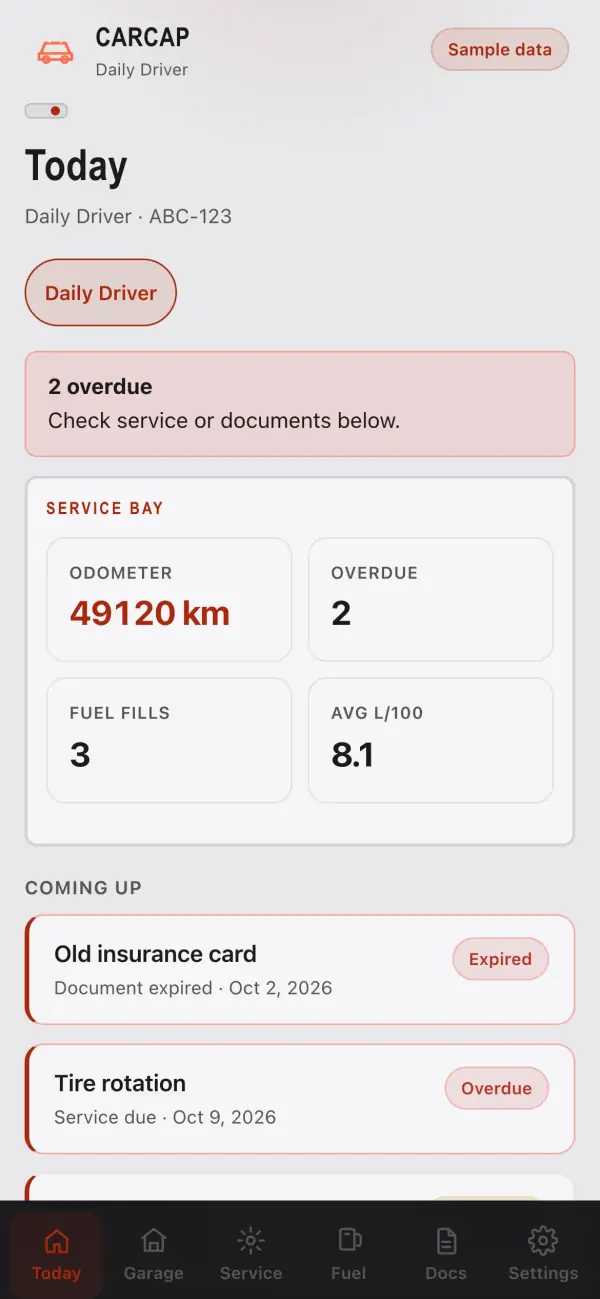 CARCAP
Daily Driver
Sample data
Today
Daily Driver · ABC-123
Daily Driver
2 overdue
Check service or documents below.
SERVICE BAY
ODOMETER
49120 km
OVERDUE
2
FUEL FILLS
3
AVG L/100
8.1
COMING UP
Old insurance card
Document expired · Oct 2, 2026
Expired
Tire rotation
Service due · Oct 9, 2026
Overdue
Today
Garage
Service
Fuel
Docs
Settings